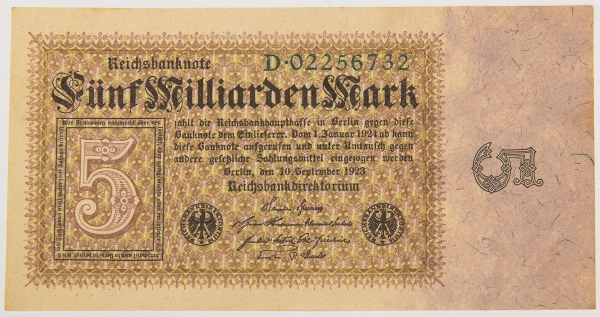 Reichsbanknote
D·02256732
Fünf Milliarden Mark
zahlt die Reichsbankhauptkasse in Berlin gegen diese
Banknote dem Einlieferer. Vom 1. Januar 1924 ab kann
diese Banknote aufgerufen und unter Umtausch gegen
andere gesetzliche Zahlungsmittel eingezogen werden
Berlin, den 10. September 1923
Reichsbankdirektorium
5
5